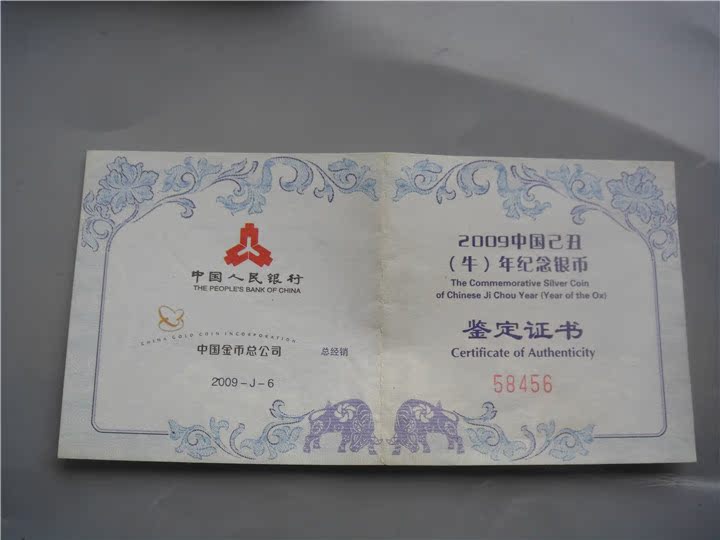 中国人民银行
THE PEOPLE'S BANK OF CHINA
CHINA GOLD COIN INCORPORATION
中国金币总公司 总经销
2009-J-6
2009中国己丑
（牛）年纪念银币
The Commemorative Silver Coin
of Chinese Ji Chou Year (Year of the Ox)
鉴定证书
Certificate of Authenticity
58456